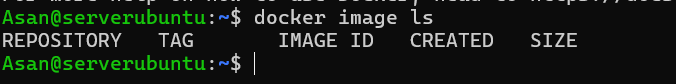 Asan@serverubuntu:~$ docker image ls
REPOSITORY   TAG       IMAGE ID   CREATED   SIZE
Asan@serverubuntu:~$